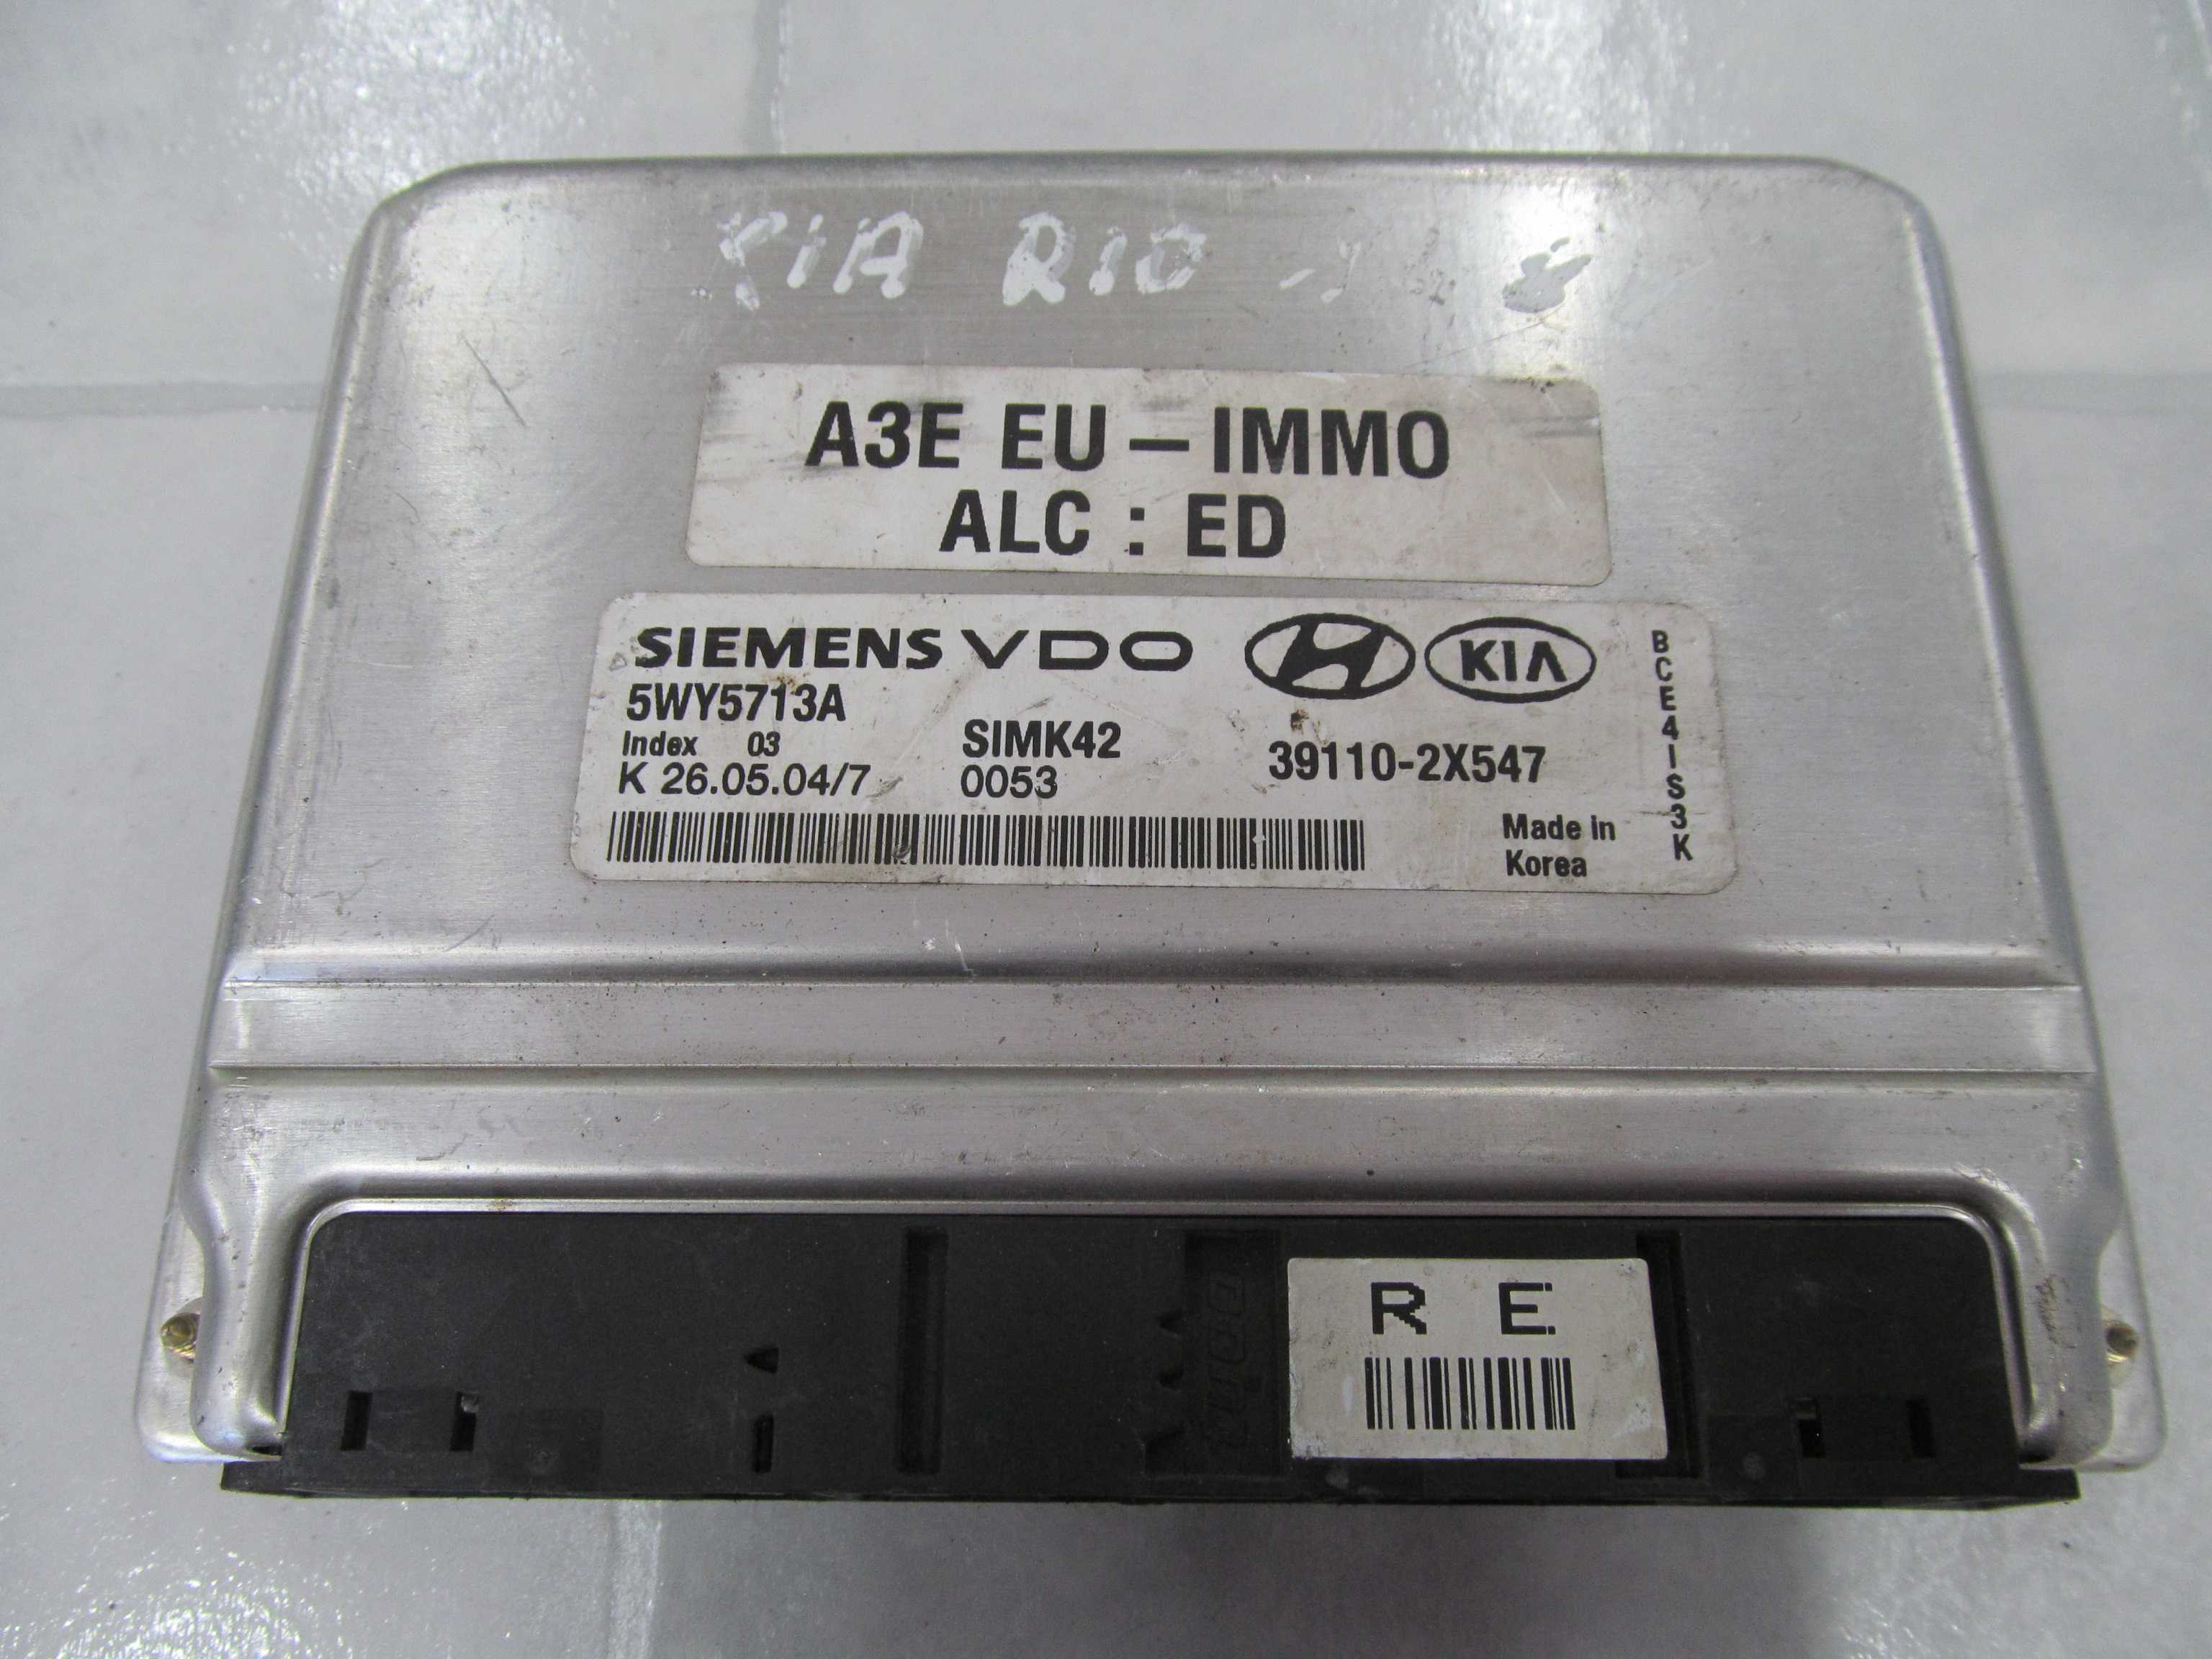 KIA RIO
A3E EU – IMMO
ALC : ED
SIEMENS VDO KIA
5WY5713A
Index 03
SIMK42
K 26.05.04/7
0053
39110-2X547
Made in
Korea
BCE4IS3K
R E